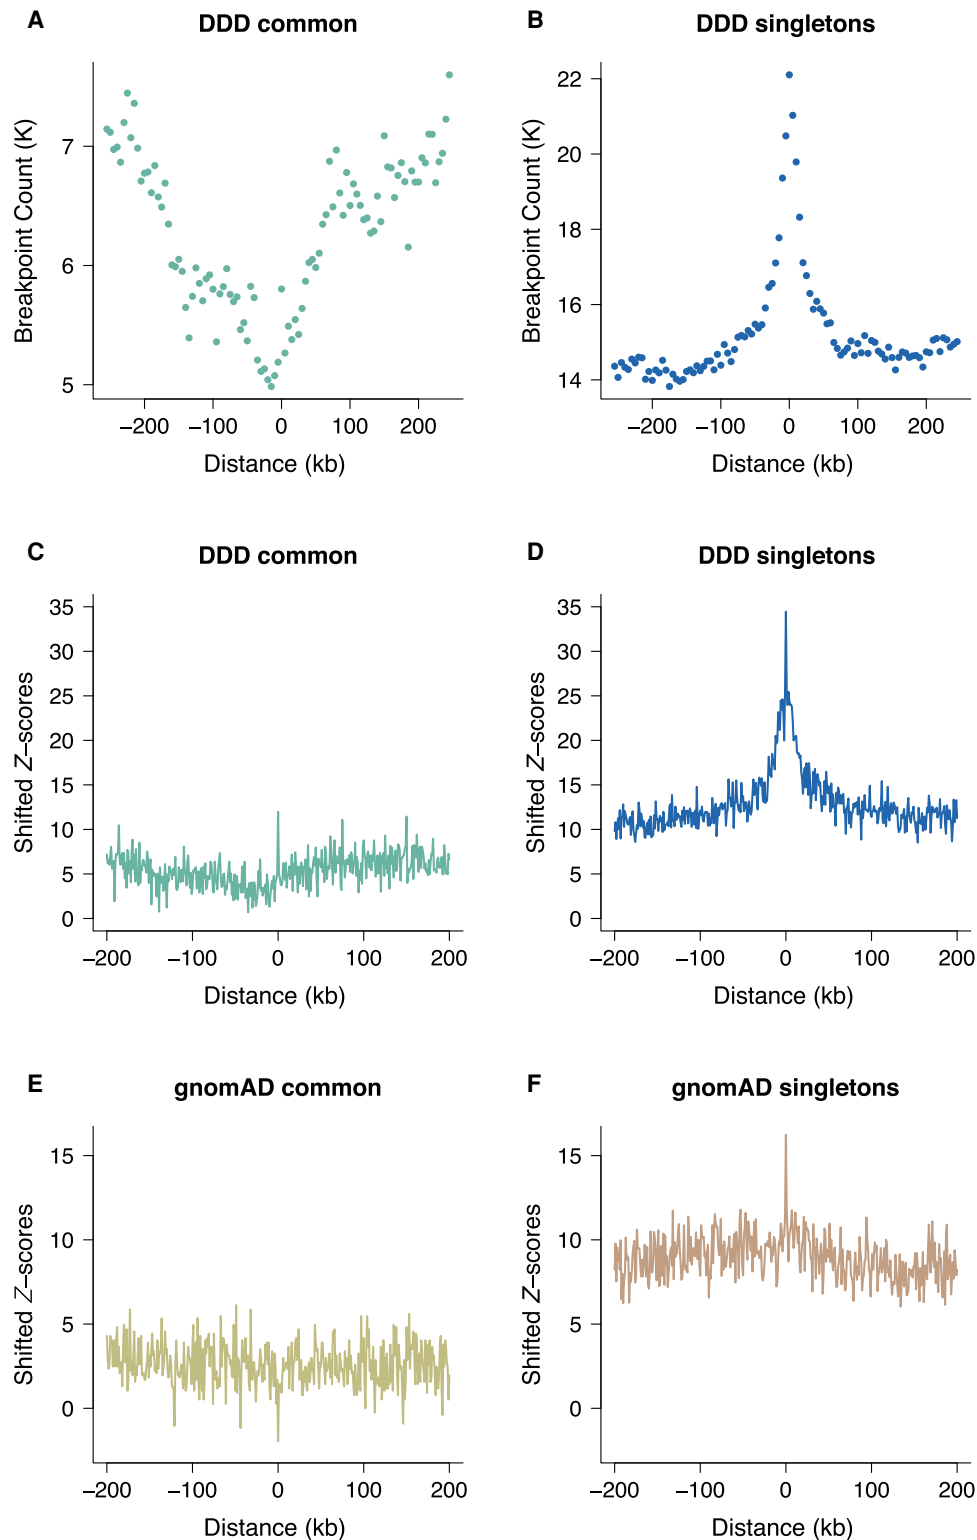 A
DDD common
Breakpoint Count (K)
7
6
5
−200
−100
0
100
200
Distance (kb)
B
DDD singletons
Breakpoint Count (K)
22
20
18
16
14
−200
−100
0
100
200
Distance (kb)
C
DDD common
Shifted Z−scores
35
30
25
20
15
10
5
0
−200
−100
0
100
200
Distance (kb)
D
DDD singletons
Shifted Z−scores
35
30
25
20
15
10
5
0
−200
−100
0
100
200
Distance (kb)
E
gnomAD common
Shifted Z−scores
15
10
5
0
−200
−100
0
100
200
Distance (kb)
F
gnomAD singletons
Shifted Z−scores
15
10
5
0
−200
−100
0
100
200
Distance (kb)